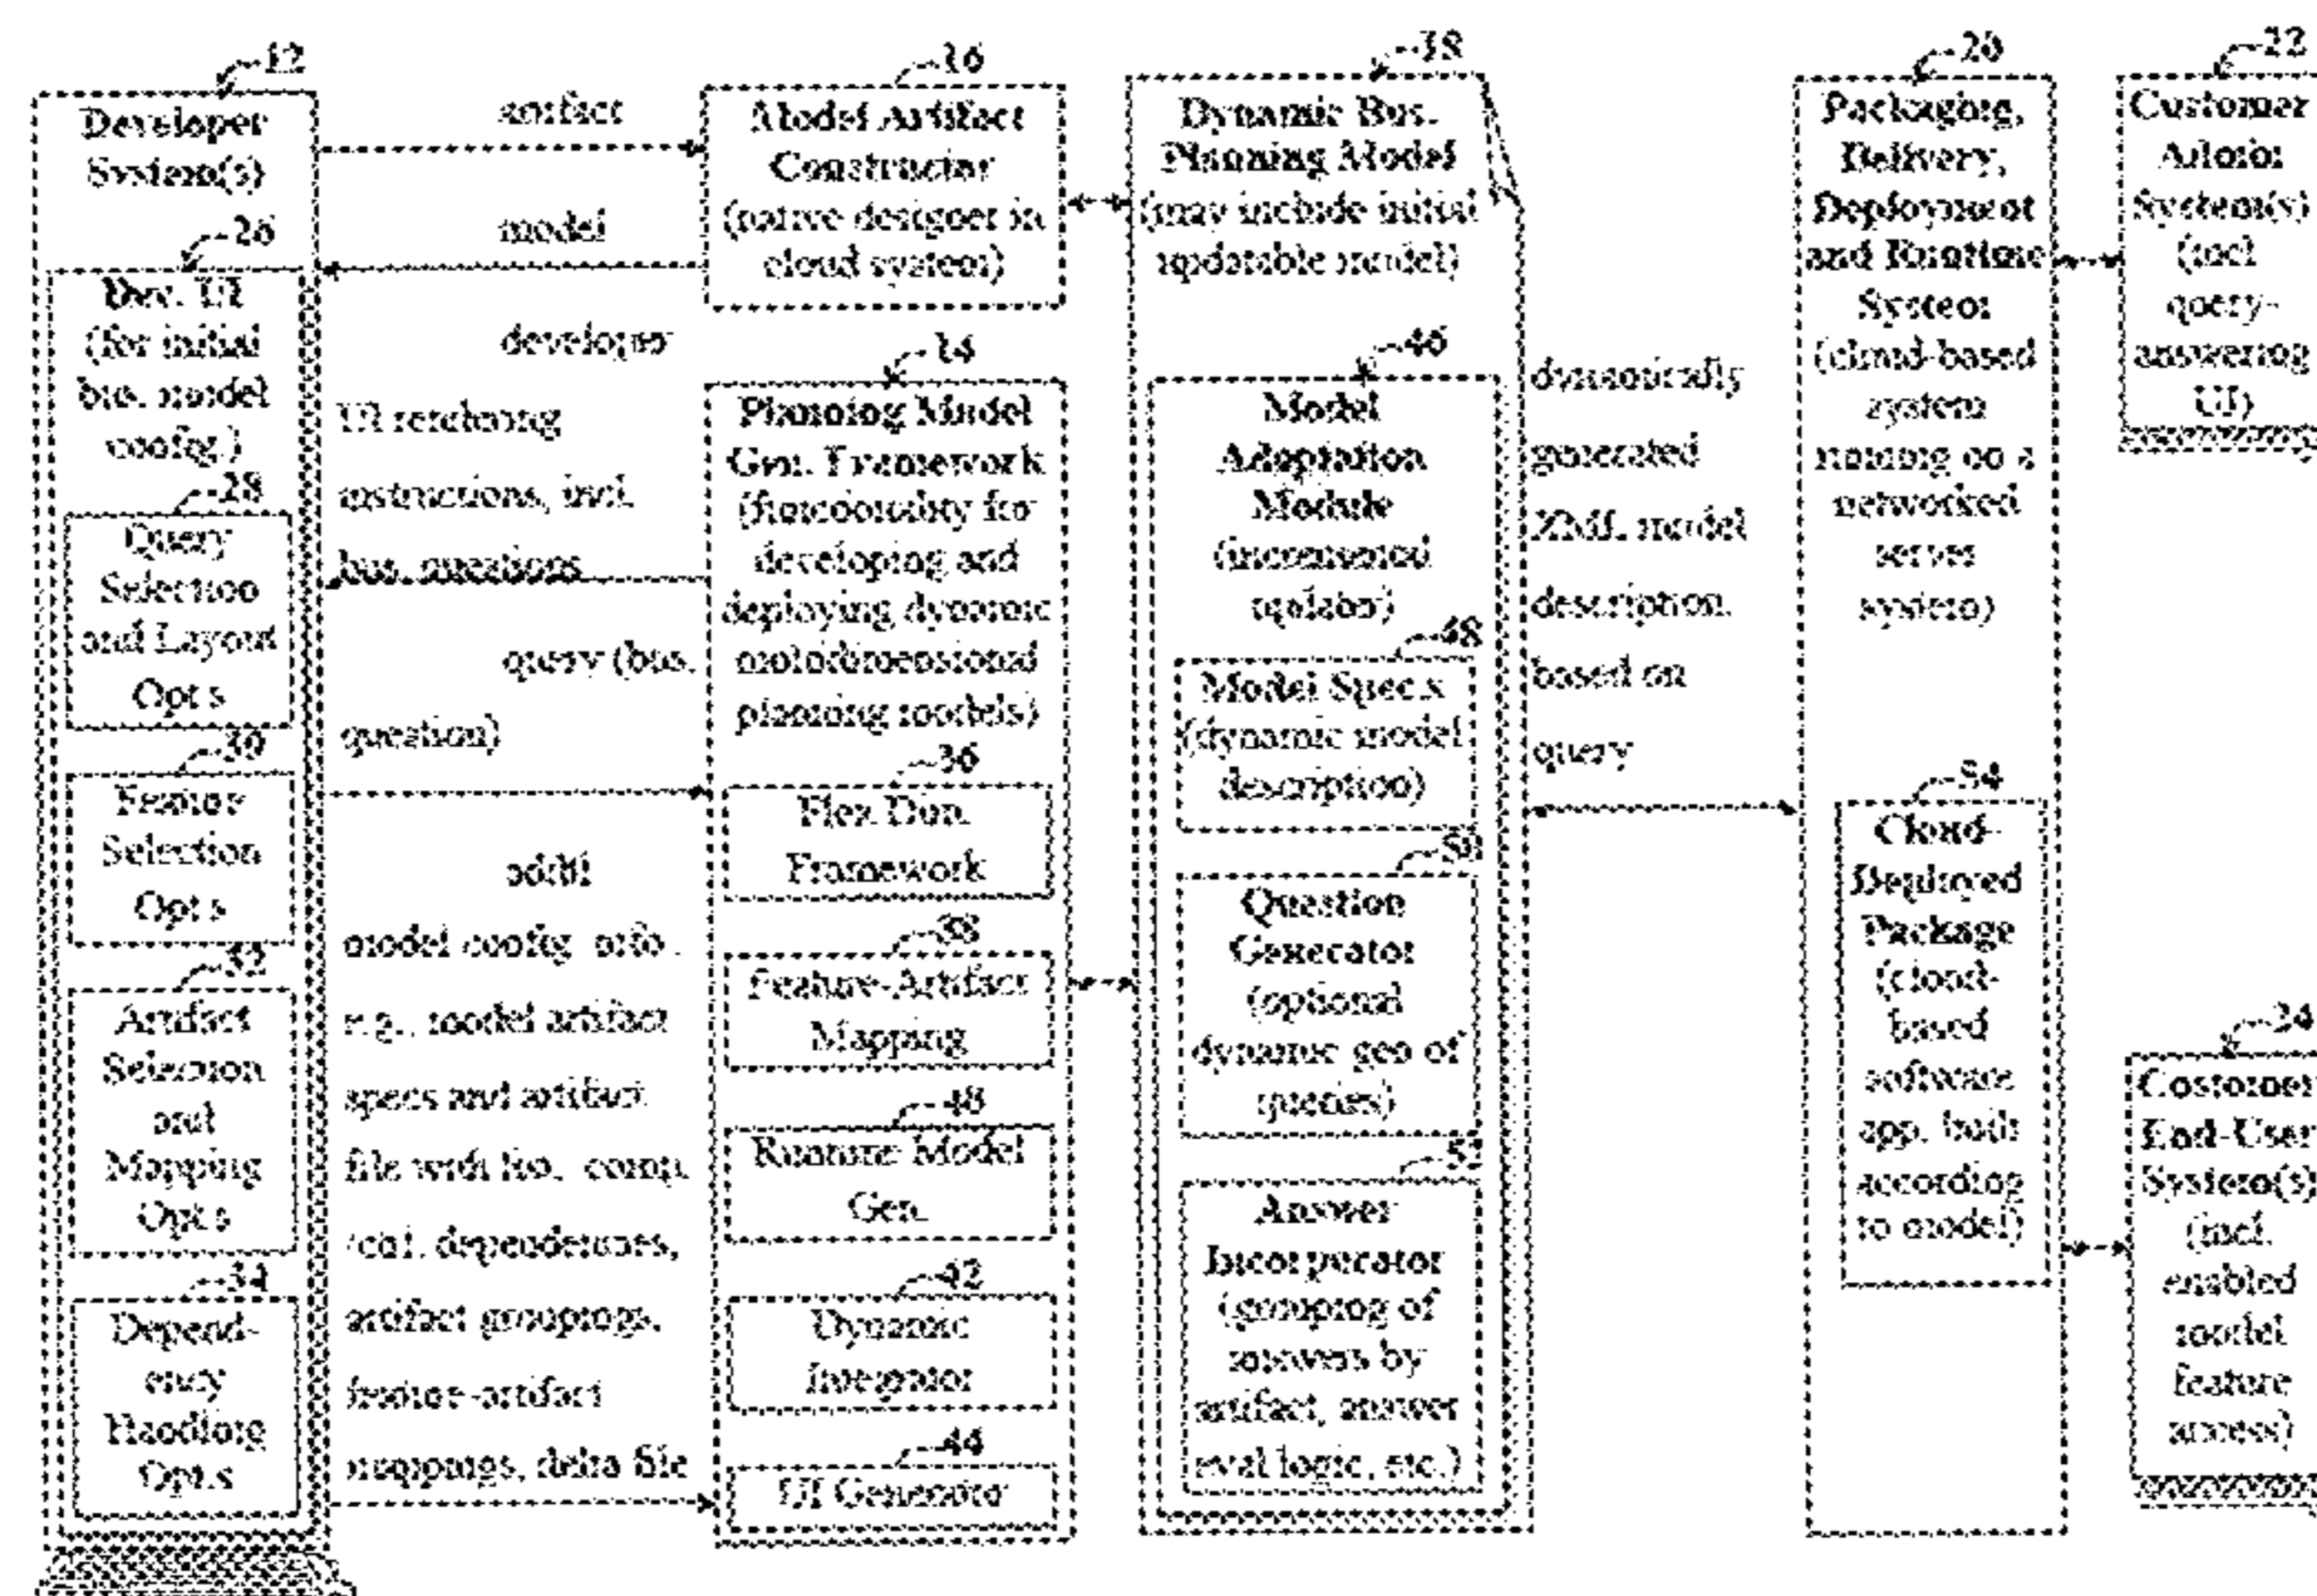 12
Developer
System(s)
26
Dev. UI
(for initial
bus. model
config.)
28
Query
Selection
and Layout
Opt.s
30
Feature
Selection
Opt.s
32
Artifact
Selection
and
Mapping
Opt.s
34
Depend-
ency
Handling
Opt.s
artifact
model
developer
UI rendering
instructions, incl.
bus. questions
query (bus.
question)
addtl
model config. info.
e.g., model artifact
specs and artifact
file with
dependencies,
artifact groupings,
feature-artifact
mappings, delta file
16
Model Artifact
Constructor
(native designer in
cloud system)
14
Planning Model
Gen. Framework
(functionality for
developing and
deploying dynamic
multidimensional
planning models)
36
Flex Dim.
Framework
38
Feature-Artifact
Mapping
40
Runtime Model
Gen.
42
Dynamic
Integrator
44
UI Generator
18
Dynamic Bus.
Planning Model
(may include initial
updatable model)
46
Model
Adaptation
Module
(incremental
updates)
48
Model Spec.s
(dynamic model
description)
50
Question
Generator
(optional
dynamic gen of
queries)
52
Answer
Incorporator
(grouping of
answers by
artifact, answer
eval logic, etc.)
dynamically
generated
XML model
description
based on
query
20
Packaging,
Delivery,
Deployment
and Runtime
System
(cloud-based
system
running on a
networked
server
system)
54
Cloud-
Deployed
Package
(cloud-
based
software
app. built
according
to model)
22
Customer
Admin
System(s)
(incl
query-
answering
UI)
24
Customer
End-User
System(s)
(incl.
enabled
model
feature
access)